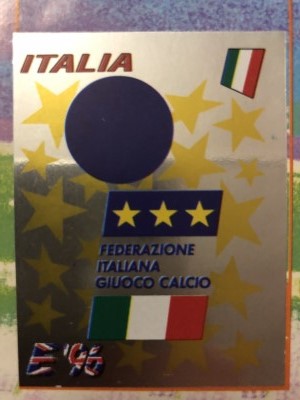 ITALIA
FEDERAZIONE
ITALIANA
GIUOCO CALCIO
E '96